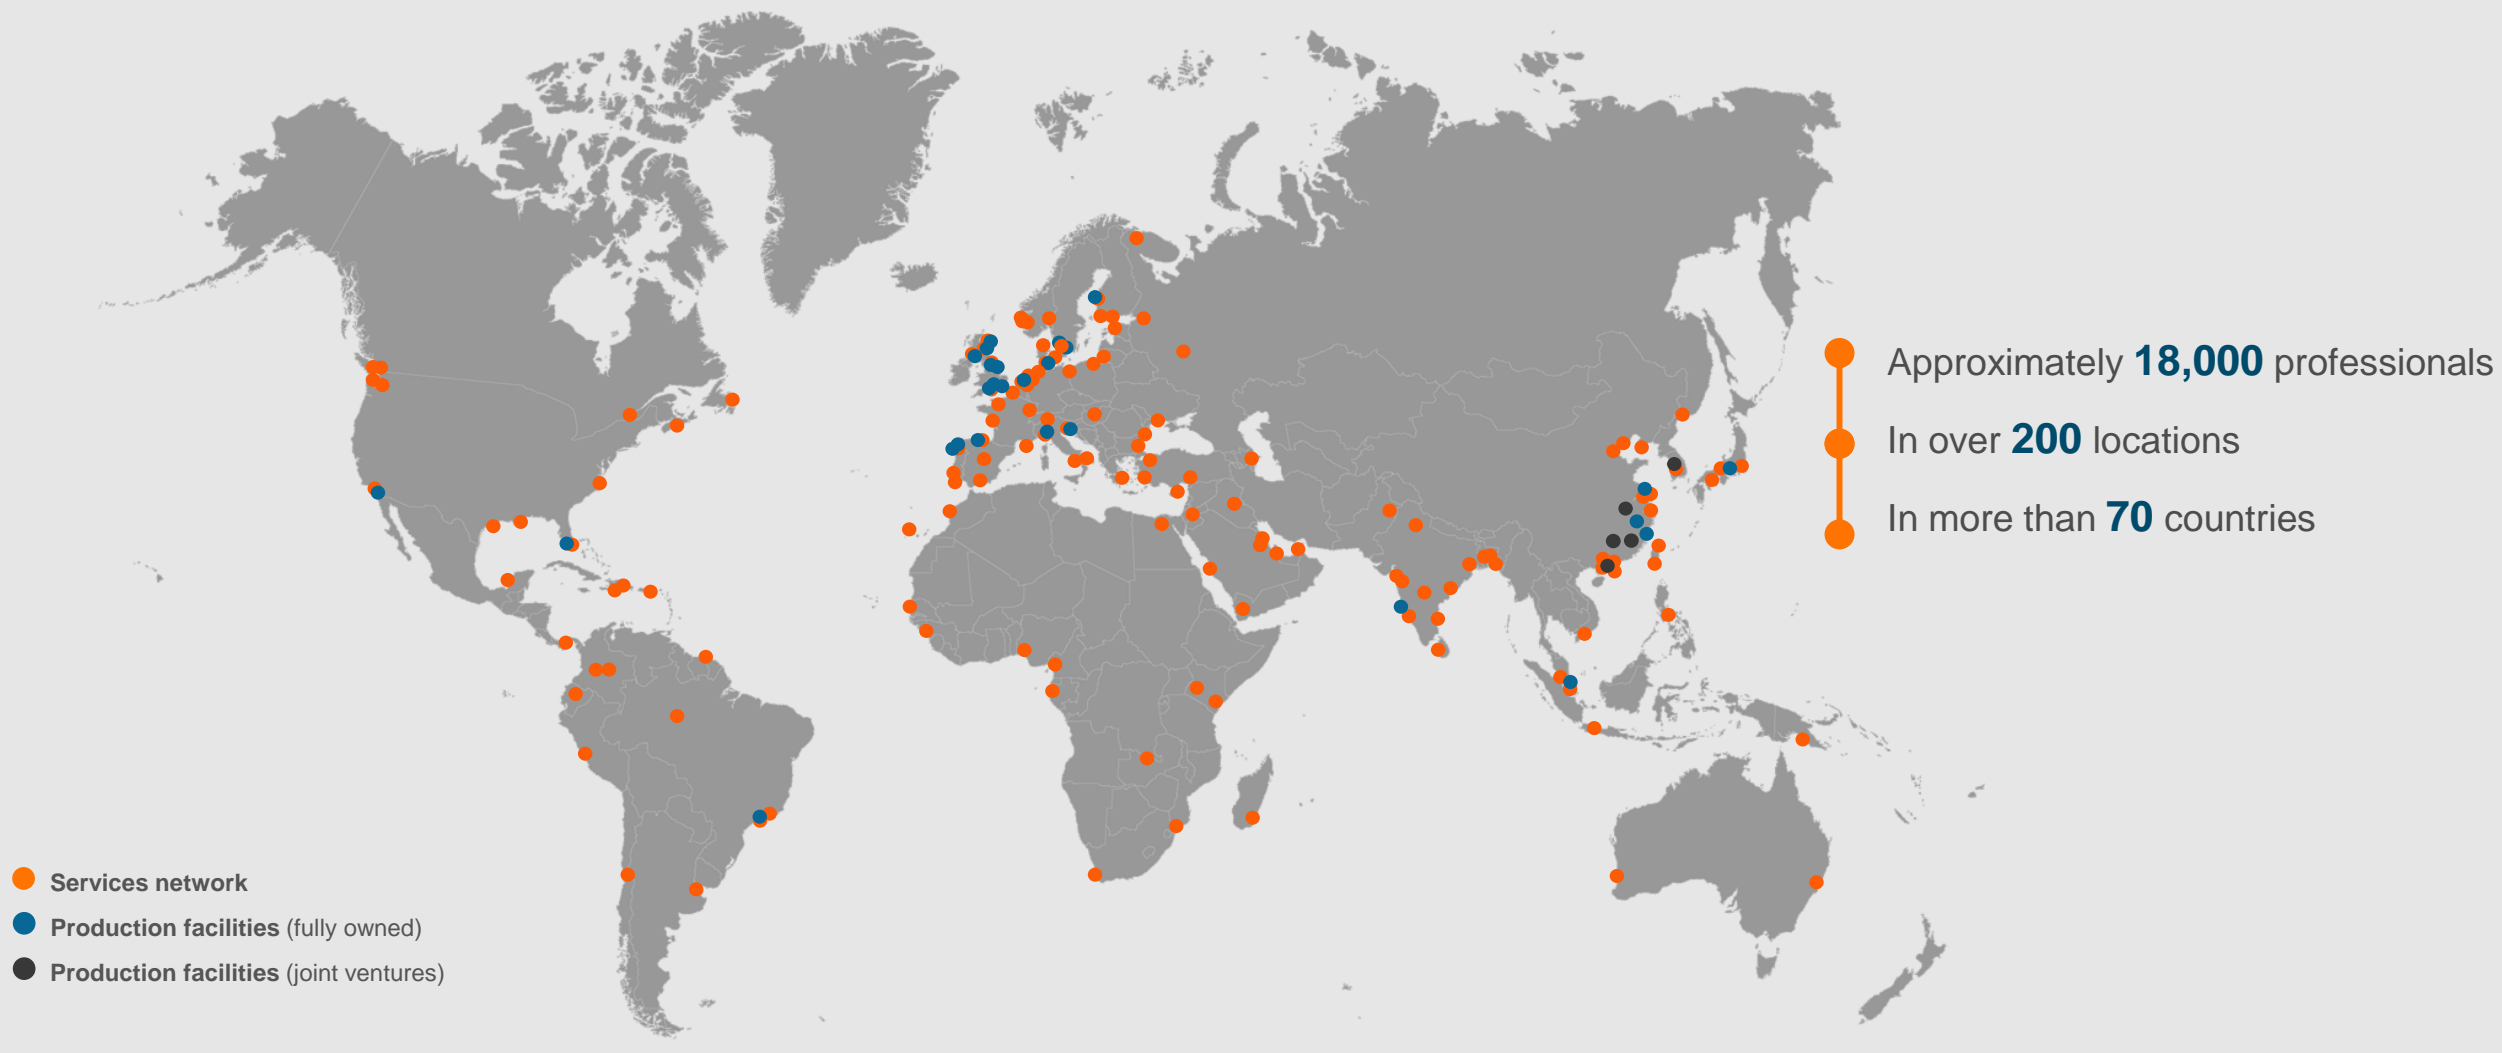 Approximately 18,000 professionals
In over 200 locations
In more than 70 countries
Services network
Production facilities (fully owned)
Production facilities (joint ventures)